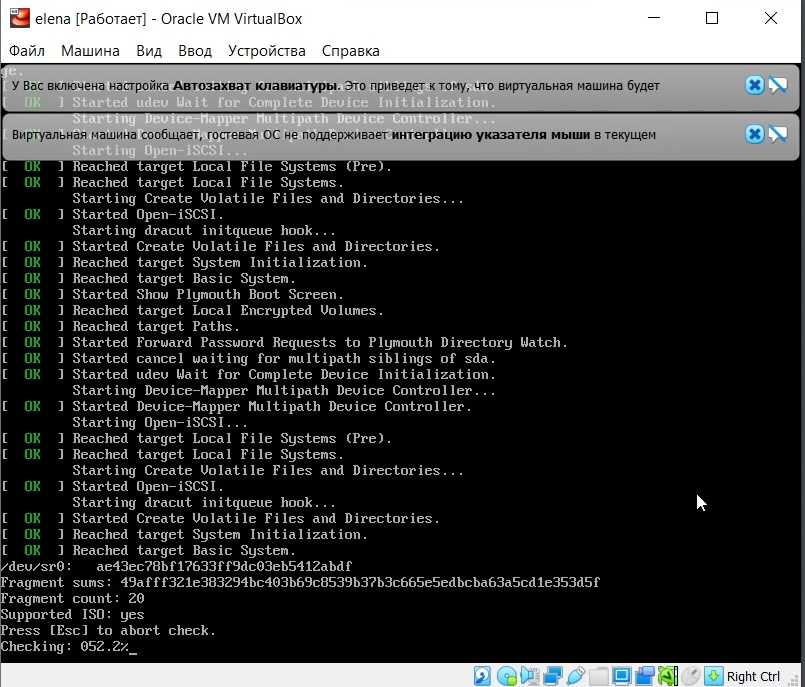 elena [Работает] - Oracle VM VirtualBox
Файл Машина Вид Ввод Устройства Справка
ge.
У Вас включена настройка Автозахват клавиатуры. Это приведет к тому, что виртуальная машина будет
[ OK ] Started udev Wait for Complete Device Initialization.
Starting Device-Mapper Multipath Device Controller...
Виртуальная машина сообщает, гостевая ОС не поддерживает интеграцию указателя мыши в текущем
Starting Open-iSCSI...
[ OK ] Reached target Local File Systems (Pre).
[ OK ] Reached target Local File Systems.
Starting Create Volatile Files and Directories...
[ OK ] Started Open-iSCSI.
Starting dracut initqueue hook...
[ OK ] Started Create Volatile Files and Directories.
[ OK ] Reached target System Initialization.
[ OK ] Reached target Basic System.
[ OK ] Started Show Plymouth Boot Screen.
[ OK ] Reached target Local Encrypted Volumes.
[ OK ] Reached target Paths.
[ OK ] Started Forward Password Requests to Plymouth Directory Watch.
[ OK ] Started cancel waiting for multipath siblings of sda.
[ OK ] Started udev Wait for Complete Device Initialization.
Starting Device-Mapper Multipath Device Controller...
[ OK ] Started Device-Mapper Multipath Device Controller.
Starting Open-iSCSI...
[ OK ] Reached target Local File Systems (Pre).
[ OK ] Reached target Local File Systems.
Starting Create Volatile Files and Directories...
[ OK ] Started Open-iSCSI.
Starting dracut initqueue hook...
[ OK ] Started Create Volatile Files and Directories.
[ OK ] Reached target System Initialization.
[ OK ] Reached target Basic System.
/dev/sr0: ae43ec78bf17633ff9dc03eb5412abdf
Fragment sums: 49afff321e383294bc403b69c8539b37b3c665e5edbcba63a5cd1e353d5f
Fragment count: 20
Supported ISO: yes
Press [Esc] to abort check.
Checking: 052.2%_
Right Ctrl